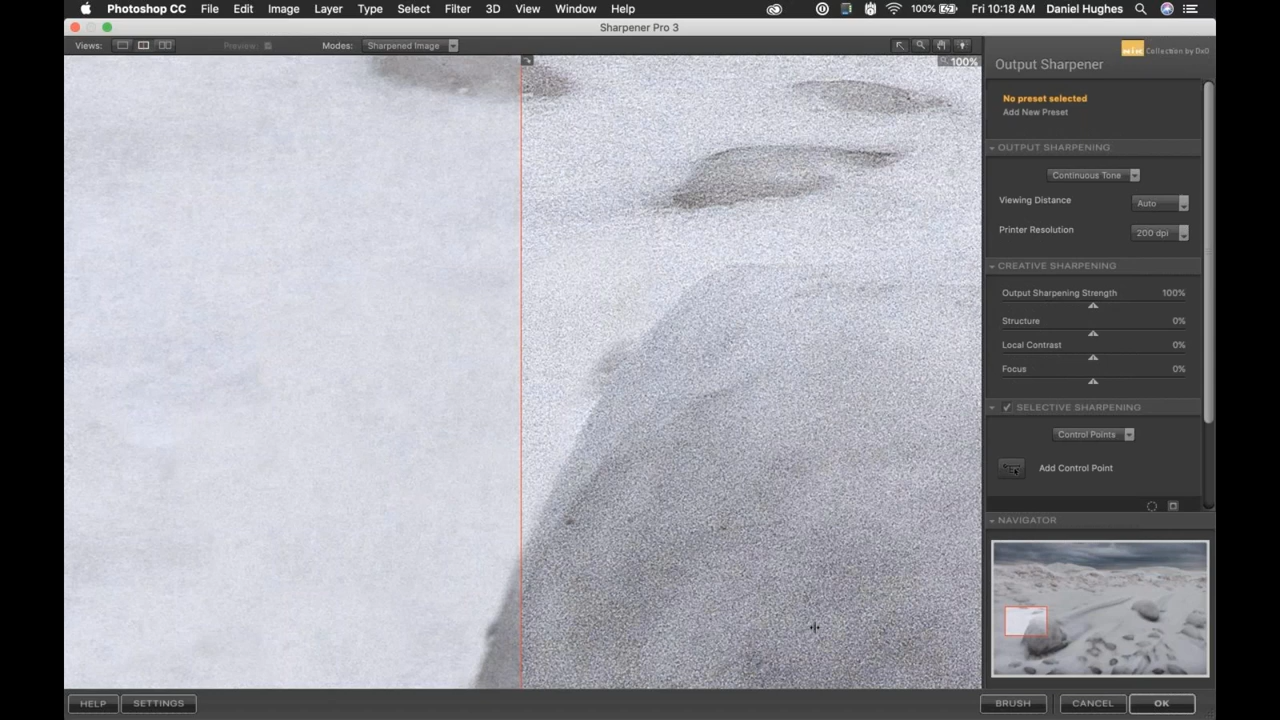 Photoshop CC File Edit Image Layer Type Select Filter 3D View Window Help 100% Fri 10:18 AM Daniel Hughes
Sharpener Pro 3
Views: Preview: Modes: Sharpened Image
100%
nik Collection by DxO
Output Sharpener
No preset selected
Add New Preset
OUTPUT SHARPENING
Continuous Tone
Viewing Distance Auto
Printer Resolution 200 dpi
CREATIVE SHARPENING
Output Sharpening Strength 100%
Structure 0%
Local Contrast 0%
Focus 0%
SELECTIVE SHARPENING
Control Points
Add Control Point
NAVIGATOR
HELP SETTINGS BRUSH CANCEL OK